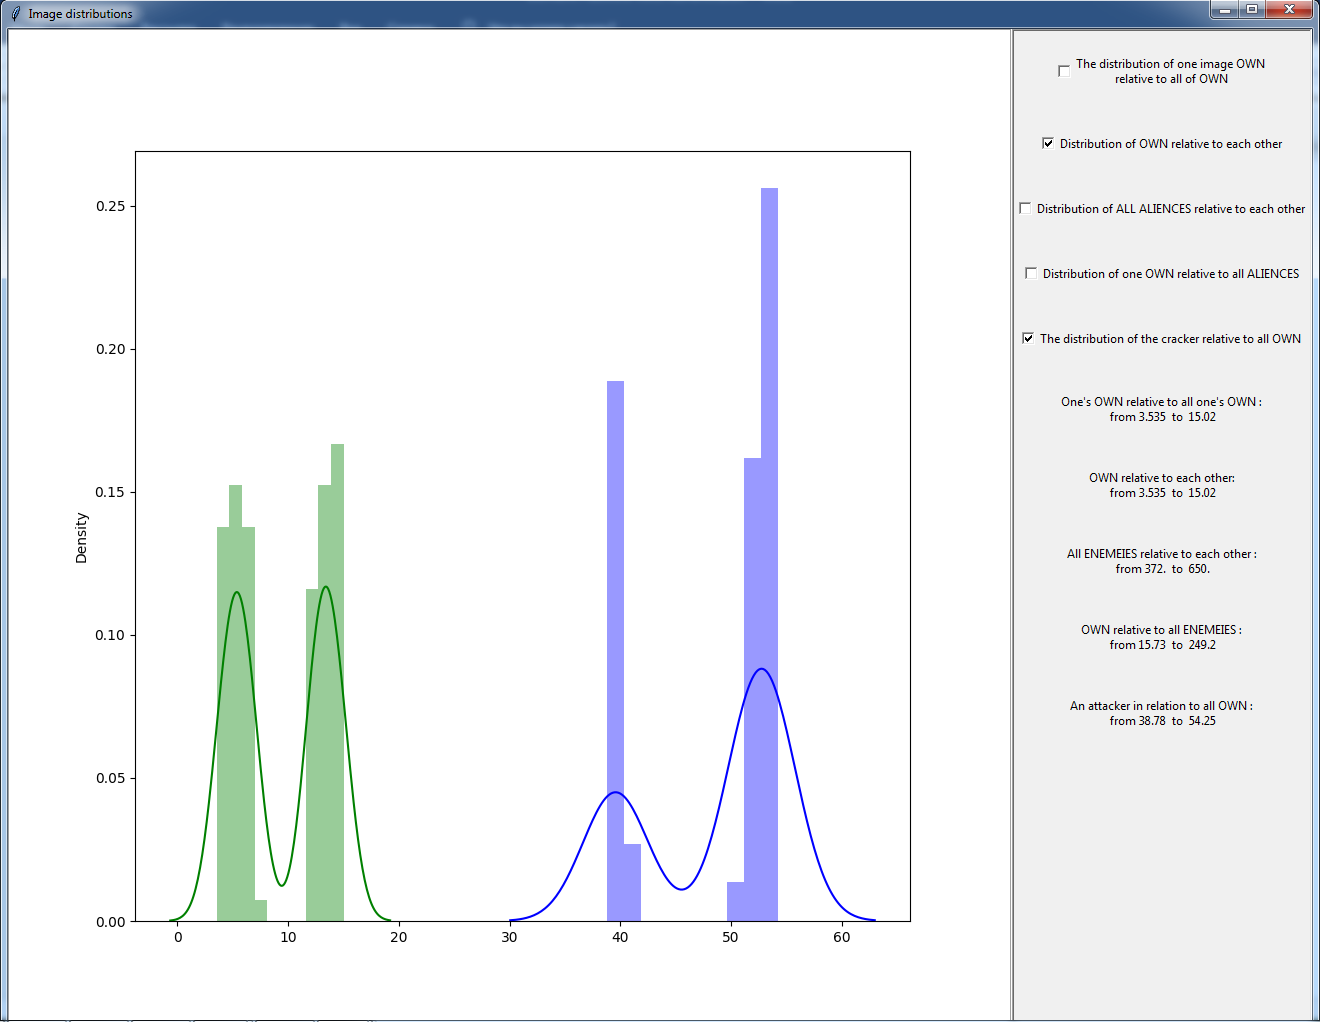 Image distributions
The distribution of one image OWN
relative to all of OWN
Distribution of OWN relative to each other
Distribution of ALL ALIENCES relative to each other
Distribution of one OWN relative to all ALIENCES
The distribution of the cracker relative to all OWN
One's OWN relative to all one's OWN :
from 3.535 to 15.02
OWN relative to each other:
from 3.535 to 15.02
All ENEMEIES relative to each other :
from 372. to 650.
OWN relative to all ENEMEIES :
from 15.73 to 249.2
An attacker in relation to all OWN :
from 38.78 to 54.25
Density
0.25
0.20
0.15
0.10
0.05
0.00
0 10 20 30 40 50 60